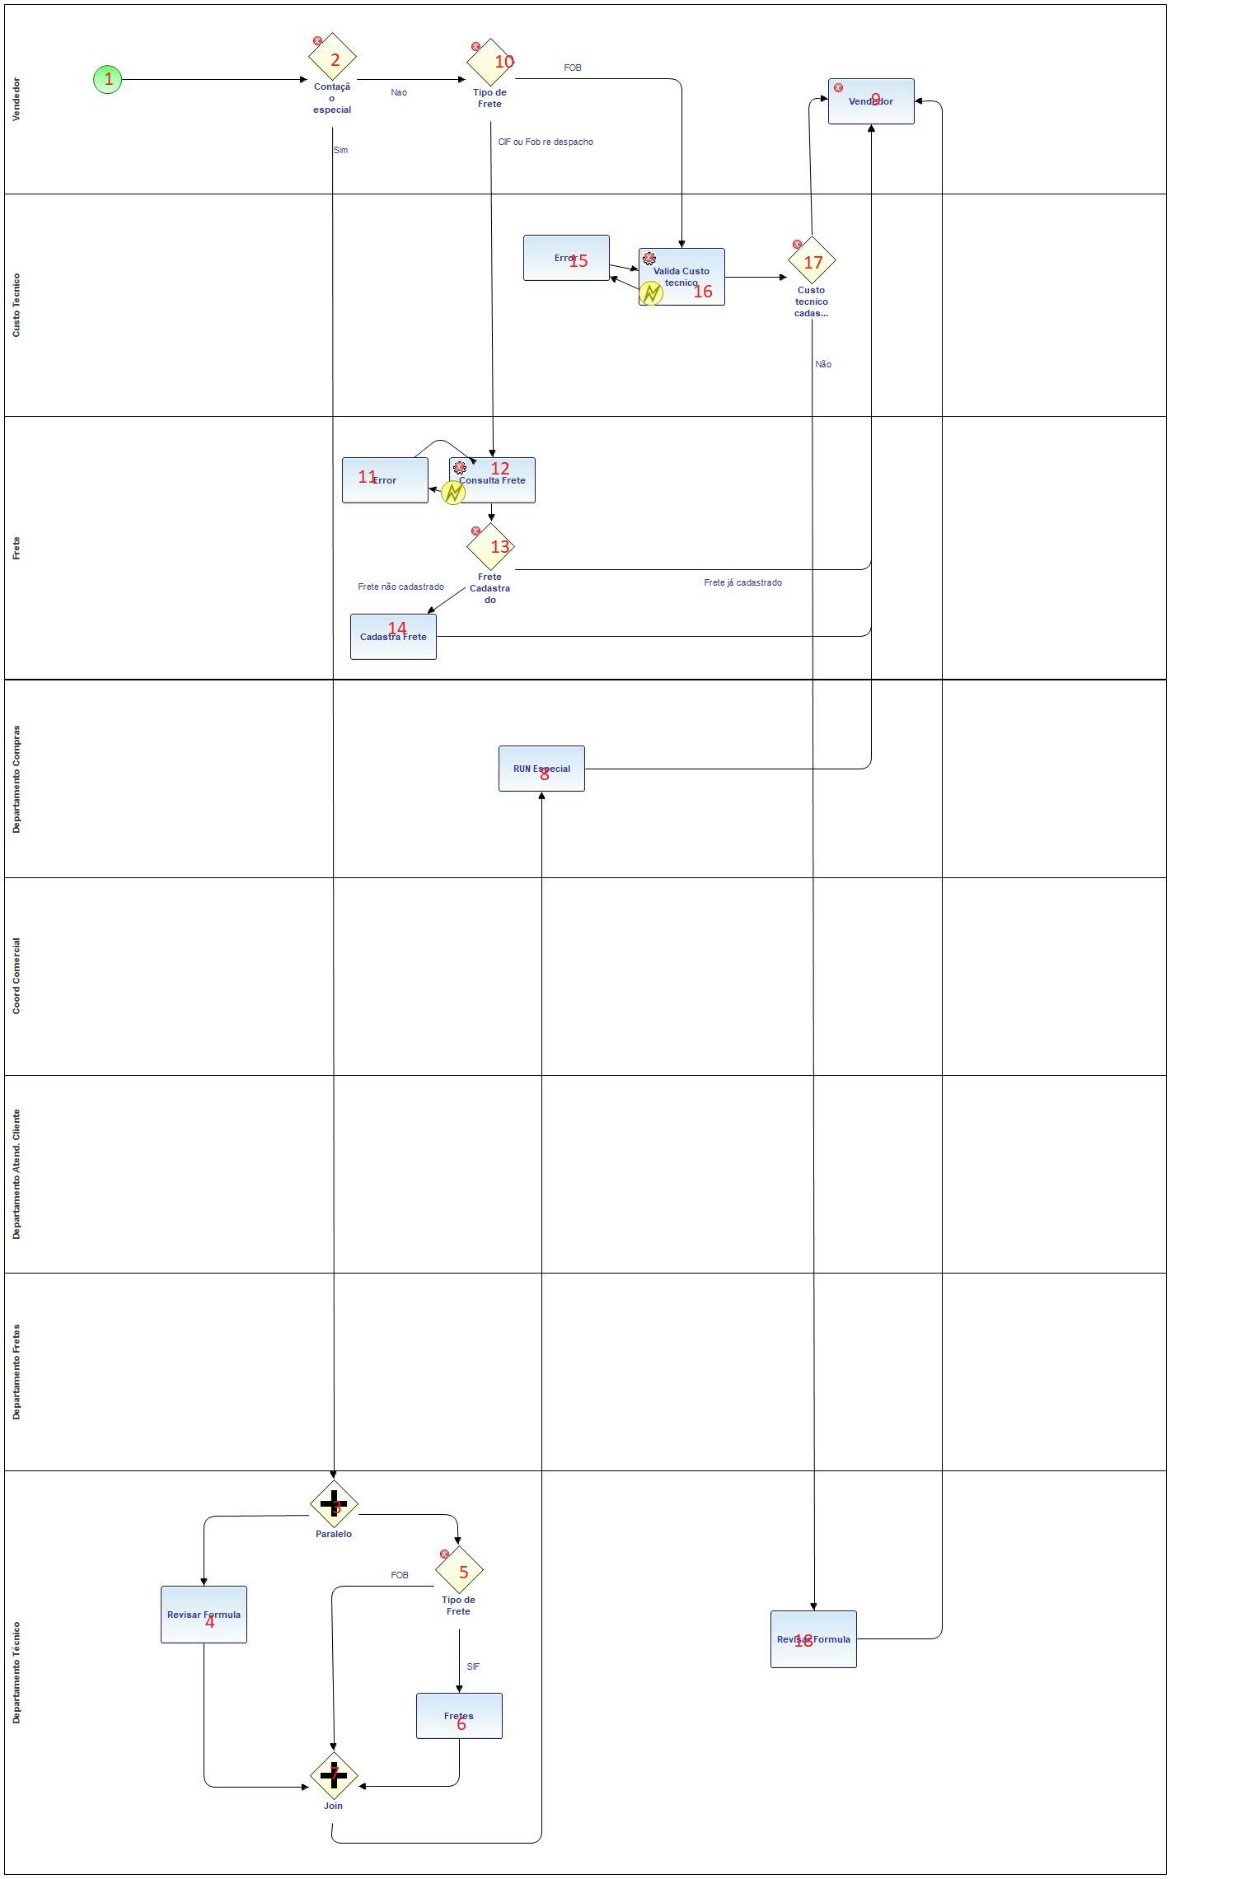 Vendedor
1
2
Contaçã
o
especial
Nao
Sim
10
Tipo de
Frete
FOB
CIF ou Fob re despacho
Vendedor
9
Custo Tecnico
Error
15
Valida Custo
tecnico
16
17
Custo
tecnico
cadas...
Não
Frete
11
Error
12
Consulta Frete
13
Frete
Cadastra
do
Frete não cadastrado
Frete já cadastrado
14
Cadastra Frete
Departamento Compras
RUN Especial
8
Coord Comercial
Departamento Atend. Cliente
Departamento Fretes
Departamento Técnico
3
Paralelo
Revisar Formula
4
5
Tipo de
Frete
FOB
SIF
Fretes
6
7
Join
Revisar Formula
18